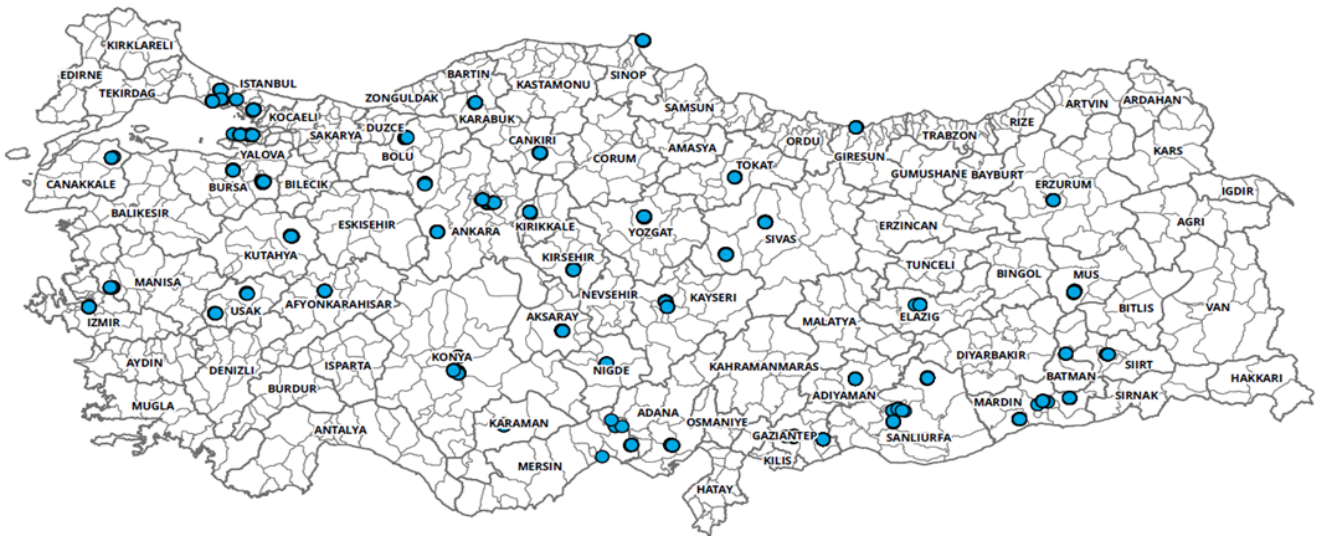 KIRKLARELI
EDIRNE
TEKIRDAG
ISTANBUL
KOCAELI
YALOVA
SAKARYA
DUZCE
BOLU
ZONGULDAK
BARTIN
KARABUK
KASTAMONU
SINOP
CANKIRI
CORUM
SAMSUN
AMASYA
TOKAT
ORDU
GIRESUN
TRABZON
GUMUSHANE
BAYBURT
RIZE
ARTVIN
ARDAHAN
KARS
IGDIR
AGRI
ERZURUM
ERZINCAN
CANAKKALE
BALIKESIR
BURSA
BILECIK
ESKISEHIR
KUTAHYA
ANKARA
KIRIKKALE
YOZGAT
SIVAS
KIRSEHIR
NEVSEHIR
KAYSERI
TUNCELI
BINGOL
MUS
BITLIS
VAN
MANISA
IZMIR
USAK
AFYONKARAHISAR
AKSARAY
MALATYA
ELAZIG
AYDIN
DENIZLI
ISPARTA
BURDUR
MUGLA
ANTALYA
KONYA
NIGDE
KARAMAN
MERSIN
ADANA
OSMANIYE
KAHRAMANMARAS
ADIYAMAN
GAZIANTEP
KILIS
HATAY
SANLIURFA
DIYARBAKIR
MARDIN
BATMAN
SIIRT
SIRNAK
HAKKARI